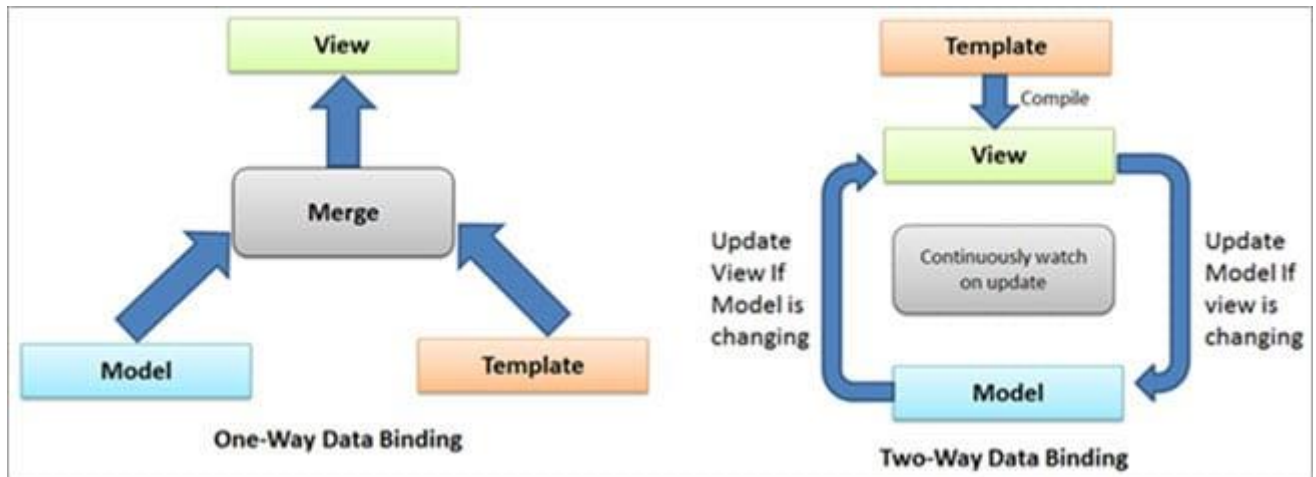 View
Merge
Model
Template
One-Way Data Binding
Template
Compile
View
Update
View If
Model is
changing
Continuously watch
on update
Update
Model If
view is
changing
Model
Two-Way Data Binding